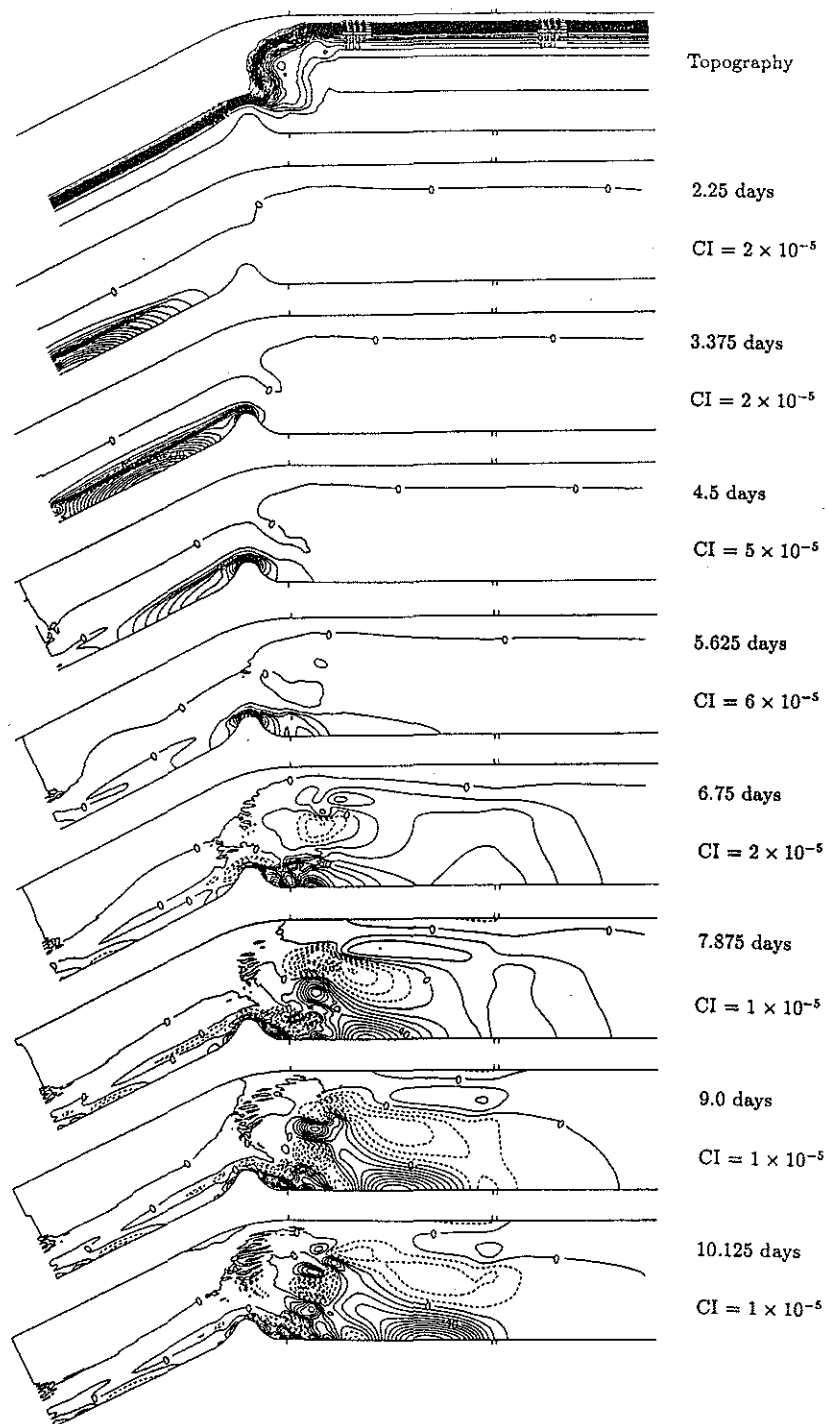 Topography
2.25 days
CI = 2 × 10⁻⁵
3.375 days
CI = 2 × 10⁻⁵
4.5 days
CI = 5 × 10⁻⁵
5.625 days
CI = 6 × 10⁻⁵
6.75 days
CI = 2 × 10⁻⁵
7.875 days
CI = 1 × 10⁻⁵
9.0 days
CI = 1 × 10⁻⁵
10.125 days
CI = 1 × 10⁻⁵